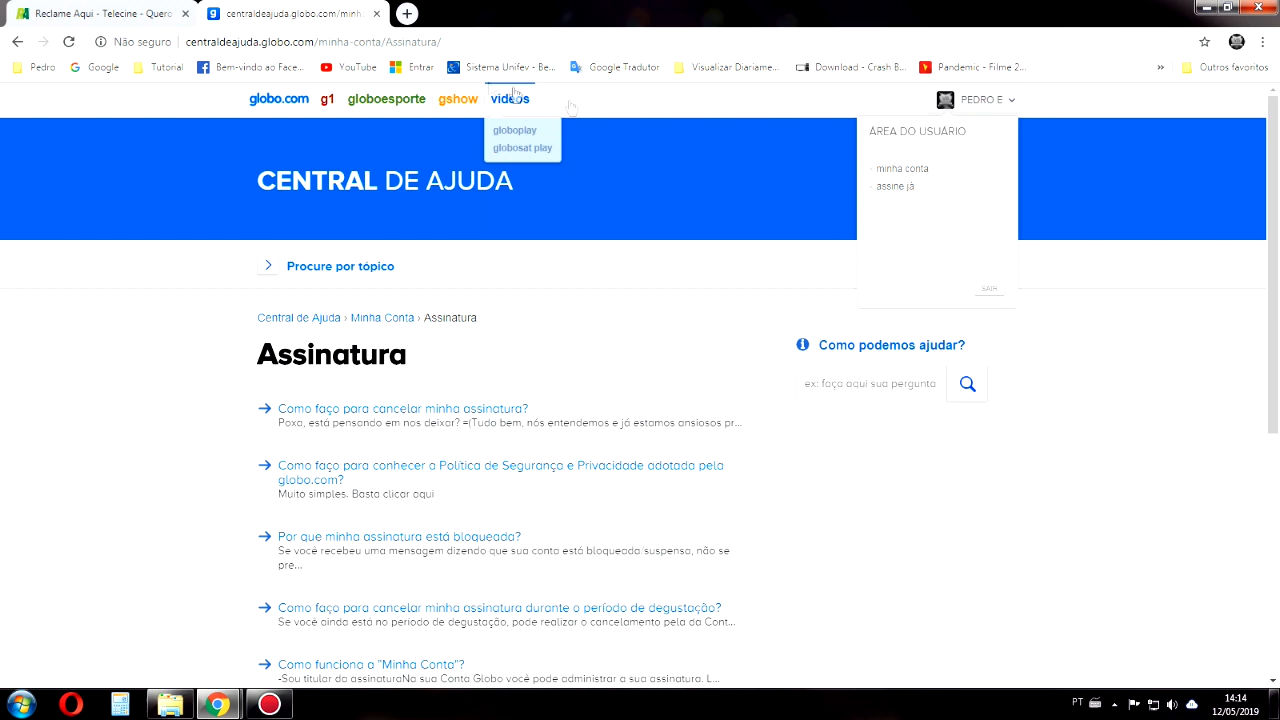 Reclame Aqui - Telecine - Quero
centraldeajuda.globo.com/minh
Não seguro
centraldeajuda.globo.com/minha-conta/Assinatura/
Pedro
Google
Tutorial
Bem-vindo ao Face...
YouTube
Entrar
Sistema Unifev - Be...
Google Tradutor
Visualizar Diariame...
Download - Crash B...
Pandemic - Filme 2...
»
Outros favoritos
globo.com g1 globoesporte gshow vídeos
PEDRO E
globoplay
globosat play
ÁREA DO USUÁRIO
minha conta
assine já
SAIR
CENTRAL DE AJUDA
Procure por tópico
Central de Ajuda › Minha Conta › Assinatura
Assinatura
Como podemos ajudar?
ex: faça aqui sua pergunta
Como faço para cancelar minha assinatura?
Poxa, está pensando em nos deixar? =(Tudo bem, nós entendemos e já estamos ansiosos pr...
Como faço para conhecer a Política de Segurança e Privacidade adotada pela
globo.com?
Muito simples. Basta clicar aqui
Por que minha assinatura está bloqueada?
Se você recebeu uma mensagem dizendo que sua conta está bloqueada/suspensa, não se
pre...
Como faço para cancelar minha assinatura durante o período de degustação?
Se você ainda está no período de degustação, pode realizar o cancelamento pela da Cont...
Como funciona a "Minha Conta"?
-Sou titular da assinaturaNa sua Conta Globo você pode administrar a sua assinatura. L...
PT
14:14
12/05/2019